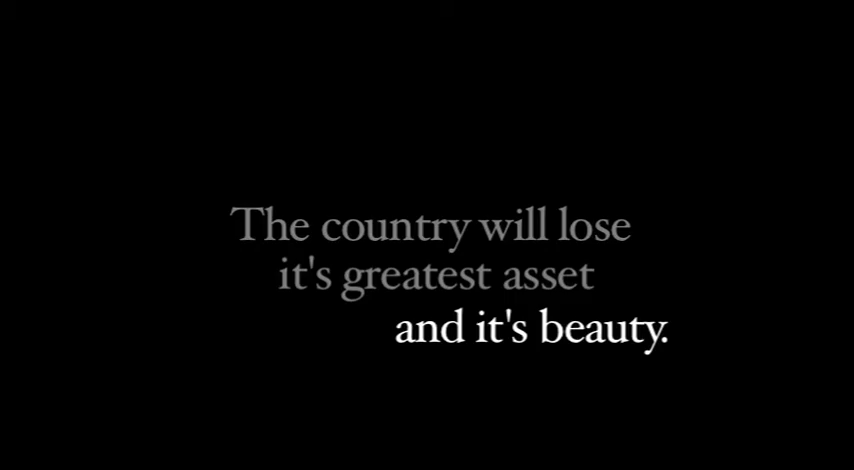 The country will lose
it's greatest asset
and it's beauty.